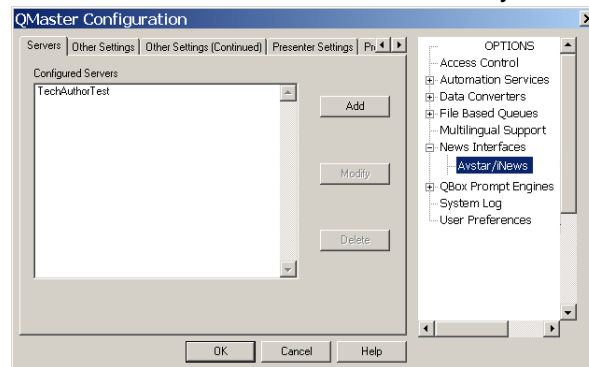 QMaster Configuration
Servers
Other Settings
Other Settings (Continued)
Presenter Settings
Configured Servers
TechAuthorTest
Add
Modify
Delete
OK
Cancel
Help
OPTIONS
Access Control
Automation Services
Data Converters
File Based Queues
Multilingual Support
News Interfaces
Avstar/iNews
QBox Prompt Engines
System Log
User Preferences